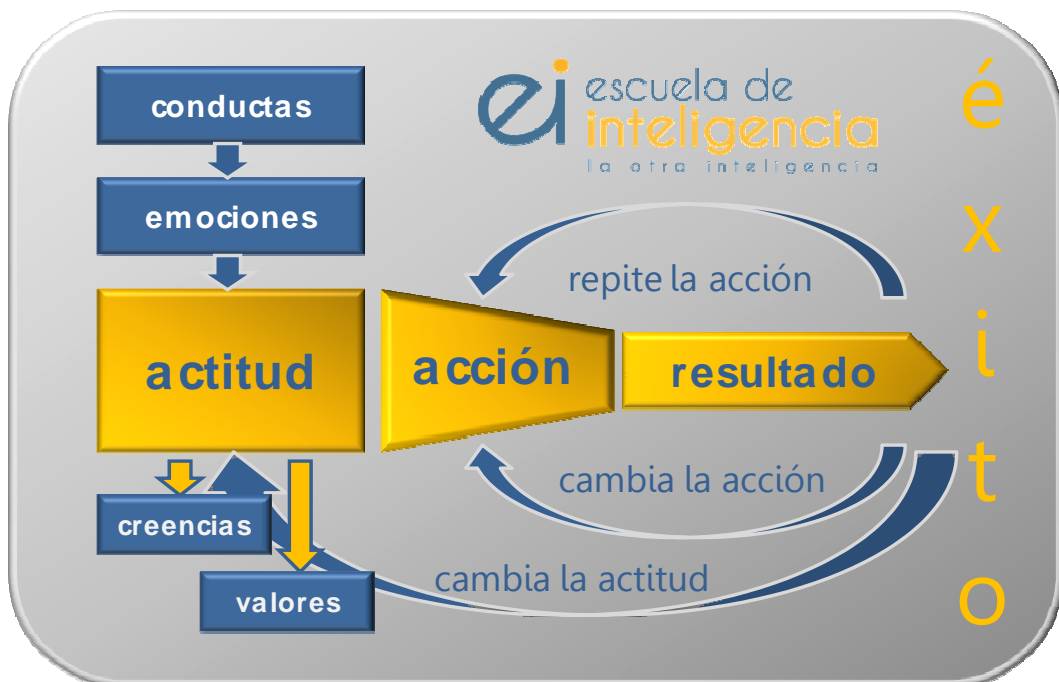 conductas
emociones
actitud
creencias
valores
ei escuela de
inteligencia
la otra inteligencia
repite la acción
acción
resultado
cambia la acción
cambia la actitud
é
x
i
t
o